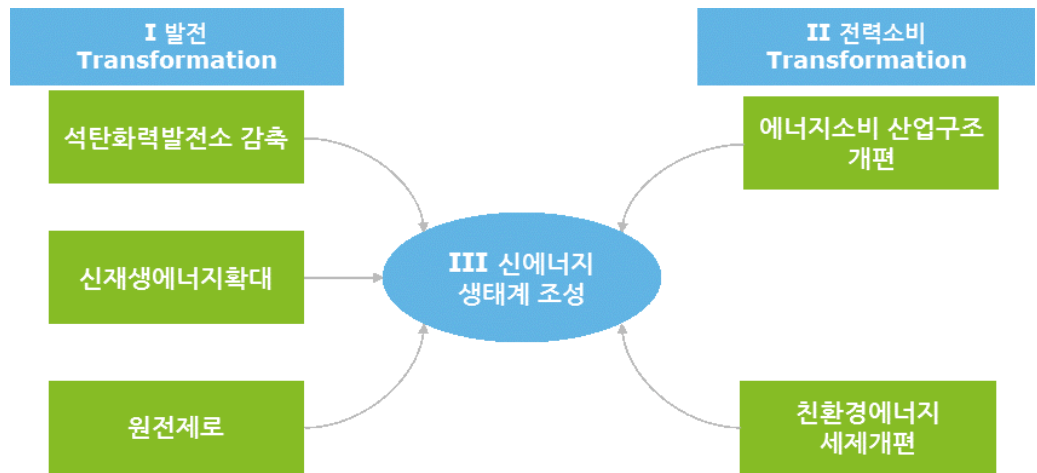 I 발전
Transformation
석탄화력발전소 감축
신재생에너지확대
원전제로
III 신에너지
생태계 조성
II 전력소비
Transformation
에너지소비 산업구조
개편
친환경에너지
세제개편